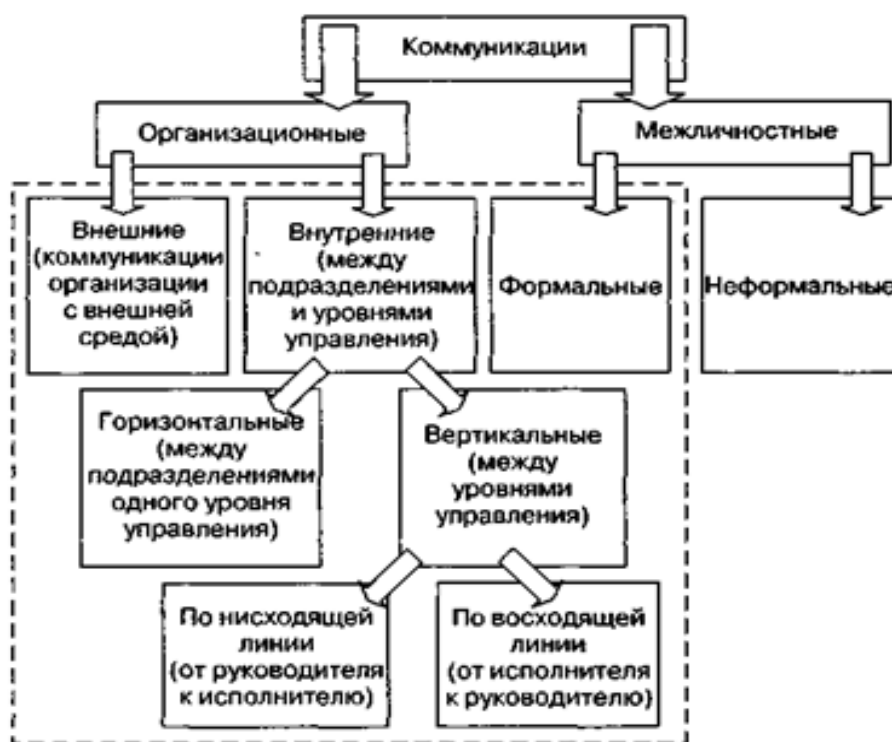 Коммуникации
Организационные
Межличностные
Внешние
(коммуникации
организации
с внешней
средой)
Внутренние
(между
подразделениями
и уровнями
управления)
Формальные
Неформальные
Горизонтальные
(между
подразделениями
одного уровня
управления)
Вертикальные
(между
уровнями
управления)
По нисходящей
линии
(от руководителя
к исполнителю)
По восходящей
линии
(от исполнителя
к руководителю)